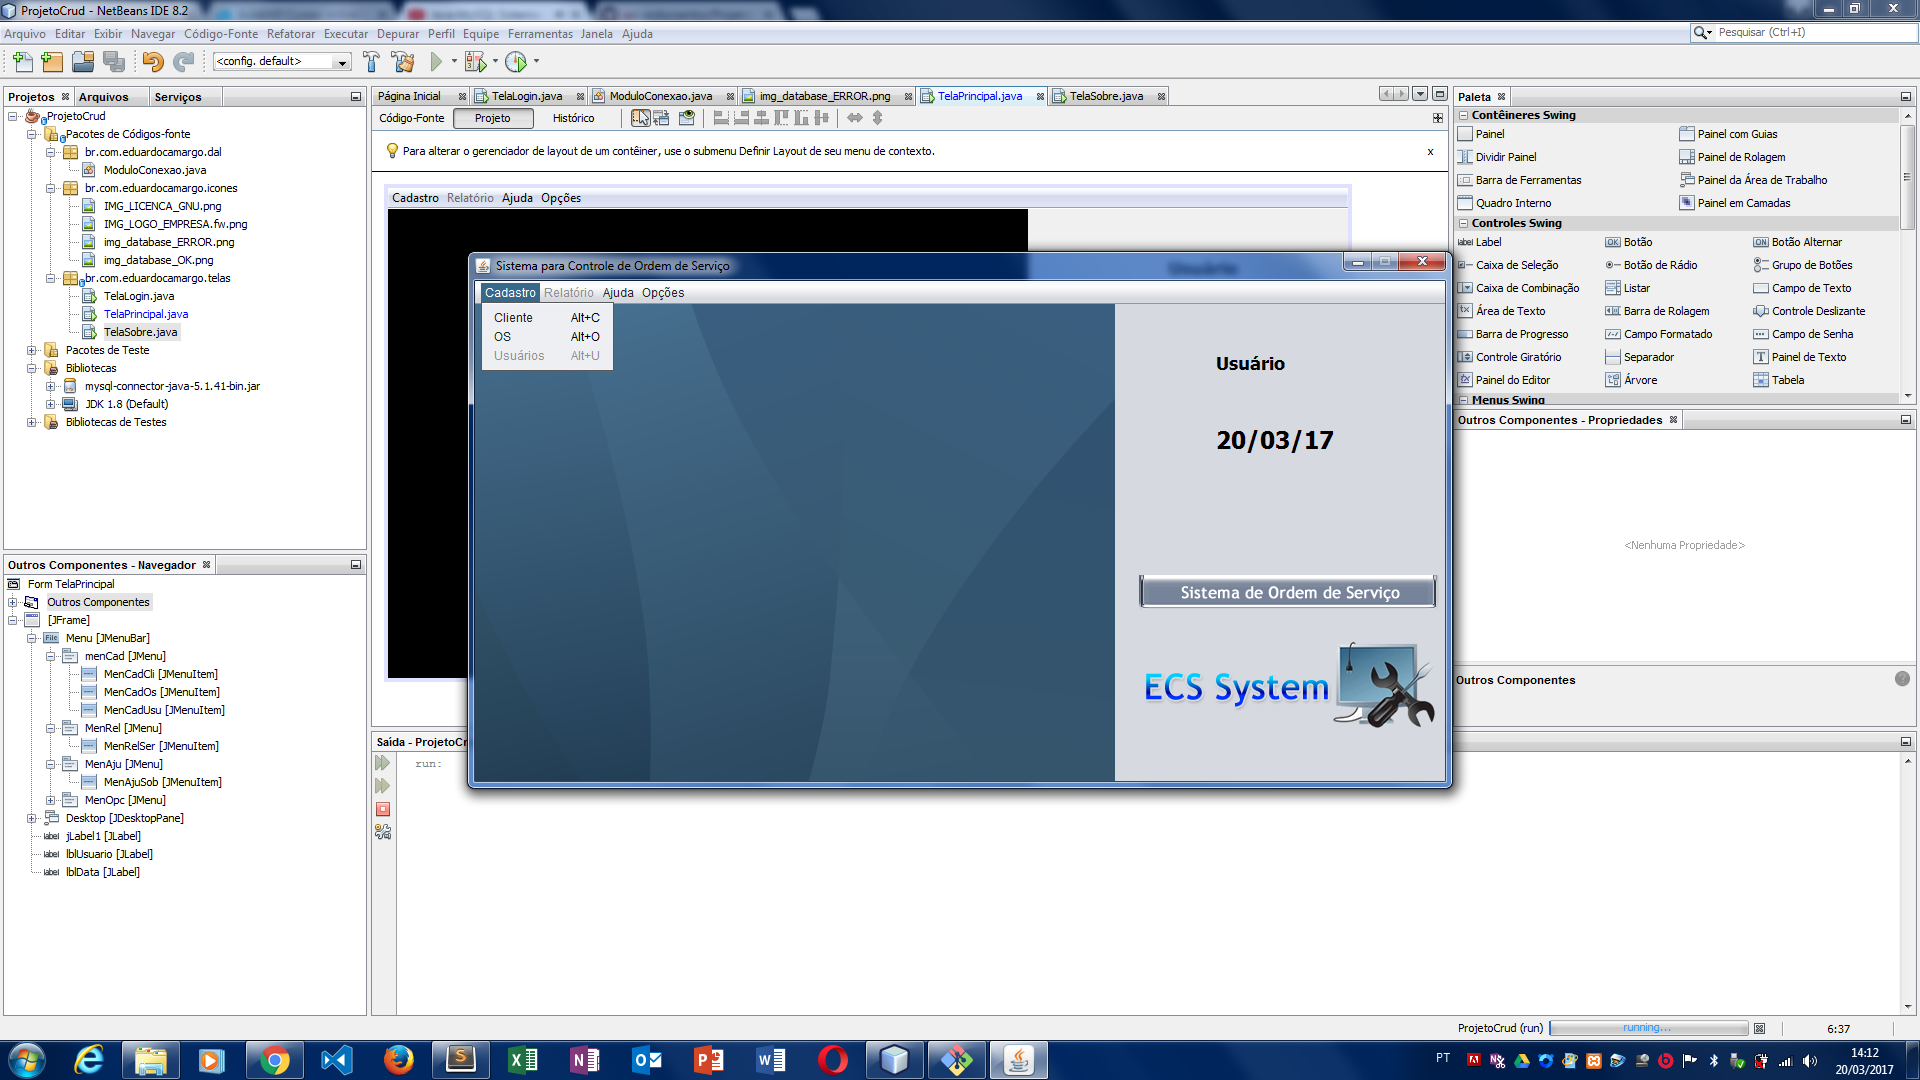 ProjetoCrud - NetBeans IDE 8.2
Arquivo Editar Exibir Navegar Código-Fonte Refatorar Executar Depurar Perfil Equipe Ferramentas Janela Ajuda
Pesquisar (Ctrl+I)
<config. default>
Projetos Arquivos Serviços
ProjetoCrud
Pacotes de Códigos-fonte
br.com.eduardocamargo.dal
ModuloConexao.java
br.com.eduardocamargo.icones
IMG_LICENCA_GNU.png
IMG_LOGO_EMPRESA.fw.png
img_database_ERROR.png
img_database_OK.png
br.com.eduardocamargo.telas
TelaLogin.java
TelaPrincipal.java
TelaSobre.java
Pacotes de Teste
Bibliotecas
mysql-connector-java-5.1.41-bin.jar
JDK 1.8 (Default)
Bibliotecas de Testes
Outros Componentes - Navegador
Form TelaPrincipal
Outros Componentes
[JFrame]
Menu [JMenuBar]
menCad [JMenu]
MenCadCli [JMenuItem]
MenCadOs [JMenuItem]
MenCadUsu [JMenuItem]
MenRel [JMenu]
MenRelSer [JMenuItem]
MenAju [JMenu]
MenAjuSob [JMenuItem]
MenOpc [JMenu]
Desktop [JDesktopPane]
jLabel1 [JLabel]
lblUsuario [JLabel]
lblData [JLabel]
Página Inicial TelaLogin.java ModuloConexao.java img_database_ERROR.png TelaPrincipal.java TelaSobre.java
Código-Fonte Projeto Histórico
Para alterar o gerenciador de layout de um contêiner, use o submenu Definir Layout de seu menu de contexto.
x
Cadastro Relatório Ajuda Opções
Usuário
Sistema para Controle de Ordem de Serviço
Cadastro Relatório Ajuda Opções
Cliente Alt+C
OS Alt+O
Usuários Alt+U
Usuário
20/03/17
Sistema de Ordem de Serviço
ECS System
Saída - ProjetoCr
run:
Paleta
Contêineres Swing
Painel Painel com Guias
Dividir Painel Painel de Rolagem
Barra de Ferramentas Painel da Área de Trabalho
Quadro Interno Painel em Camadas
Controles Swing
label Label OK Botão ON Botão Alternar
Caixa de Seleção Botão de Rádio Grupo de Botões
Caixa de Combinação Listar Campo de Texto
Área de Texto Barra de Rolagem Controle Deslizante
Barra de Progresso Campo Formatado Campo de Senha
Controle Giratório Separador Painel de Texto
Painel do Editor Árvore Tabela
Menus Swing
Outros Componentes - Propriedades
<Nenhuma Propriedade>
Outros Componentes
ProjetoCrud (run) running... 6:37
PT
14:12
20/03/2017